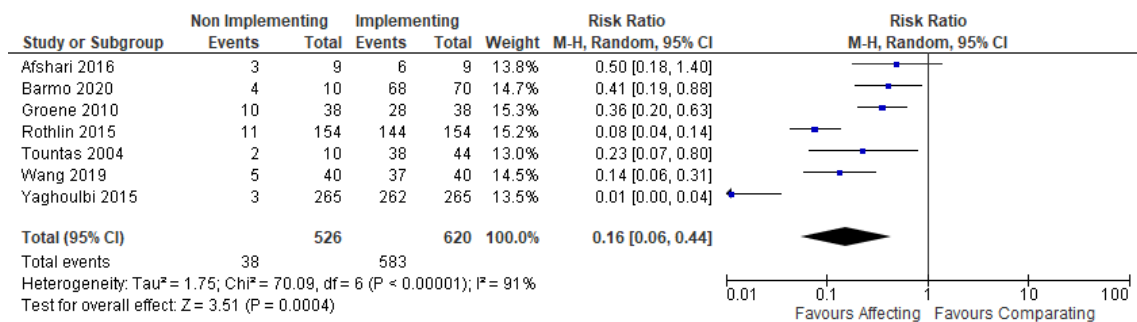 Non Implementing Implementing Risk Ratio Risk Ratio
Study or Subgroup Events Total Events Total Weight M-H, Random, 95% CI M-H, Random, 95% CI
Afshari 2016 3 9 6 9 13.8% 0.50 [0.18, 1.40]
Barmo 2020 4 10 68 70 14.7% 0.41 [0.19, 0.88]
Groene 2010 10 38 28 38 15.3% 0.36 [0.20, 0.63]
Rothlin 2015 11 154 144 154 15.2% 0.08 [0.04, 0.14]
Tountas 2004 2 10 38 44 13.0% 0.23 [0.07, 0.80]
Wang 2019 5 40 37 40 14.5% 0.14 [0.06, 0.31]
Yaghoulbi 2015 3 265 262 265 13.5% 0.01 [0.00, 0.04]
Total (95% CI) 526 620 100.0% 0.16 [0.06, 0.44]
Total events 38 583
Heterogeneity: Tau² = 1.75; Chi² = 70.09, df = 6 (P < 0.00001); I² = 91%
Test for overall effect: Z = 3.51 (P = 0.0004)
0.01 0.1 1 10 100
Favours Affecting Favours Comparating